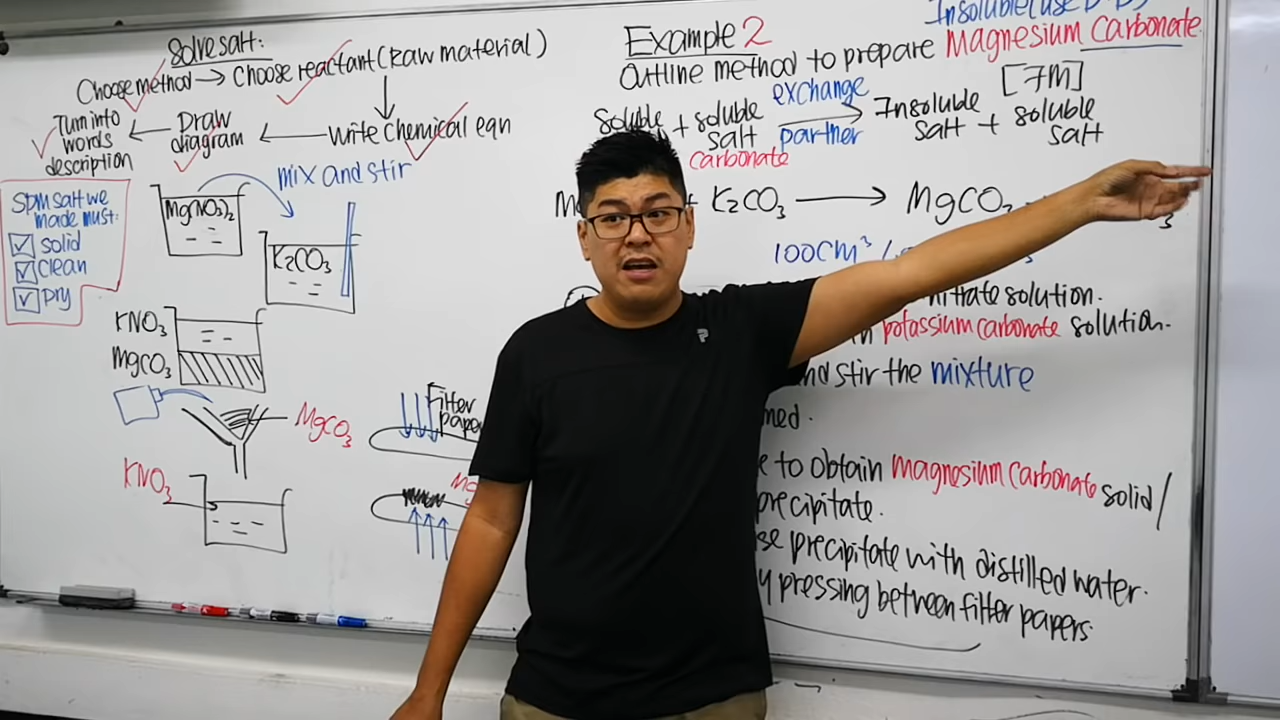 Solve salt:
Choose method → Choose reactant (Raw material)
Write Chemical eqn
Draw
diagram
Turn into
words
description
SPM salt we
made must:
solid
clean
Dry
mix and stir
Mg(NO3)2
K2CO3
KNO3
MgCO3
MgCO3
KNO3
Filter
paper
Insoluble
Example 2
Outline method to prepare Magnesium Carbonate
[7M]
Soluble + soluble exchange Insoluble + soluble
salt partner salt salt
carbonate
+ K2CO3 → MgCO3
100cm3/
nitrate solution.
potassium carbonate solution.
and stir the mixture
to obtain magnesium carbonate solid/
precipitate.
precipitate with distilled water.
pressing between filter papers